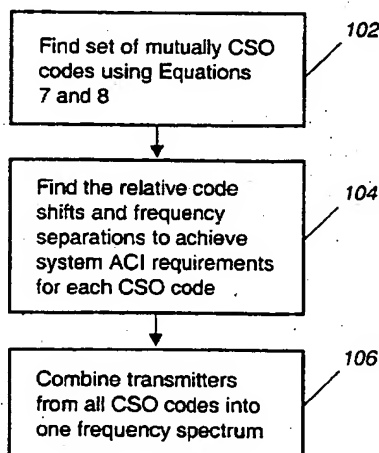 102
Find set of mutually CSO
codes using Equations
7 and 8
104
Find the relative code
shifts and frequency
separations to achieve
system ACI requirements
for each CSO code
106
Combine transmitters
from all CSO codes into
one frequency spectrum